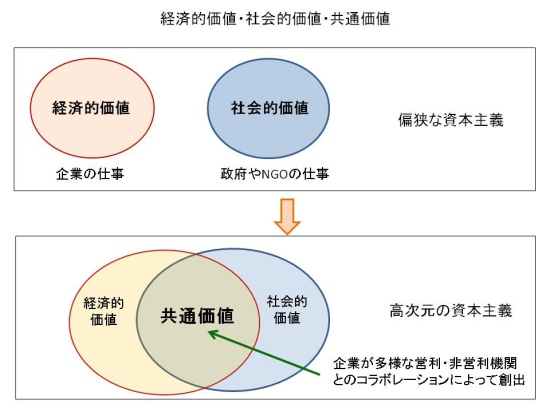 経済的価値・社会的価値・共通価値
経済的価値
社会的価値
偏狭な資本主義
企業の仕事
政府やNGOの仕事
経済的
価値
共通価値
社会的
価値
高次元の資本主義
企業が多様な営利・非営利機関
とのコラボレーションによって創出